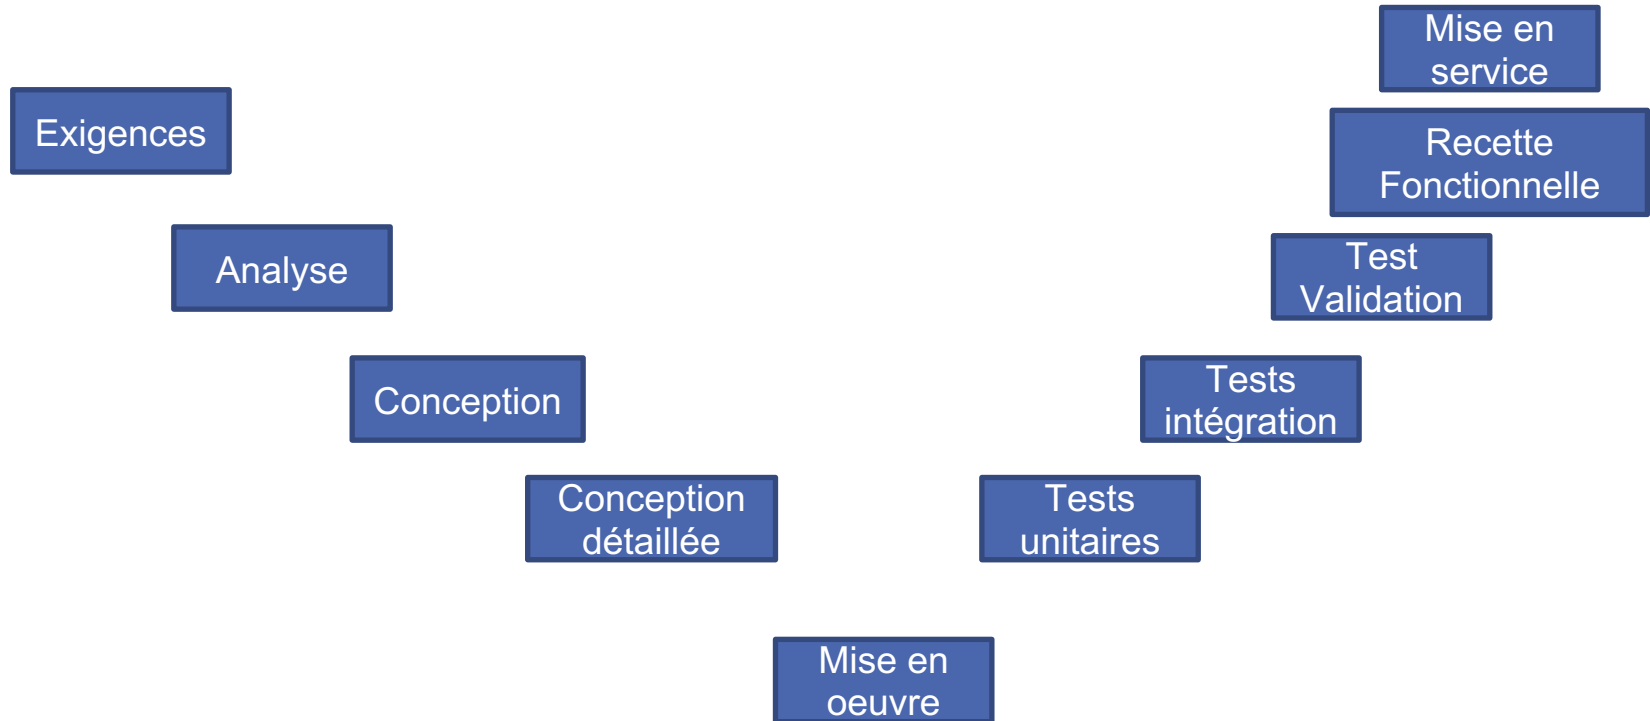 Mise en
service
Exigences
Recette
Fonctionnelle
Analyse
Test
Validation
Conception
Tests
intégration
Conception
détaillée
Tests
unitaires
Mise en
oeuvre